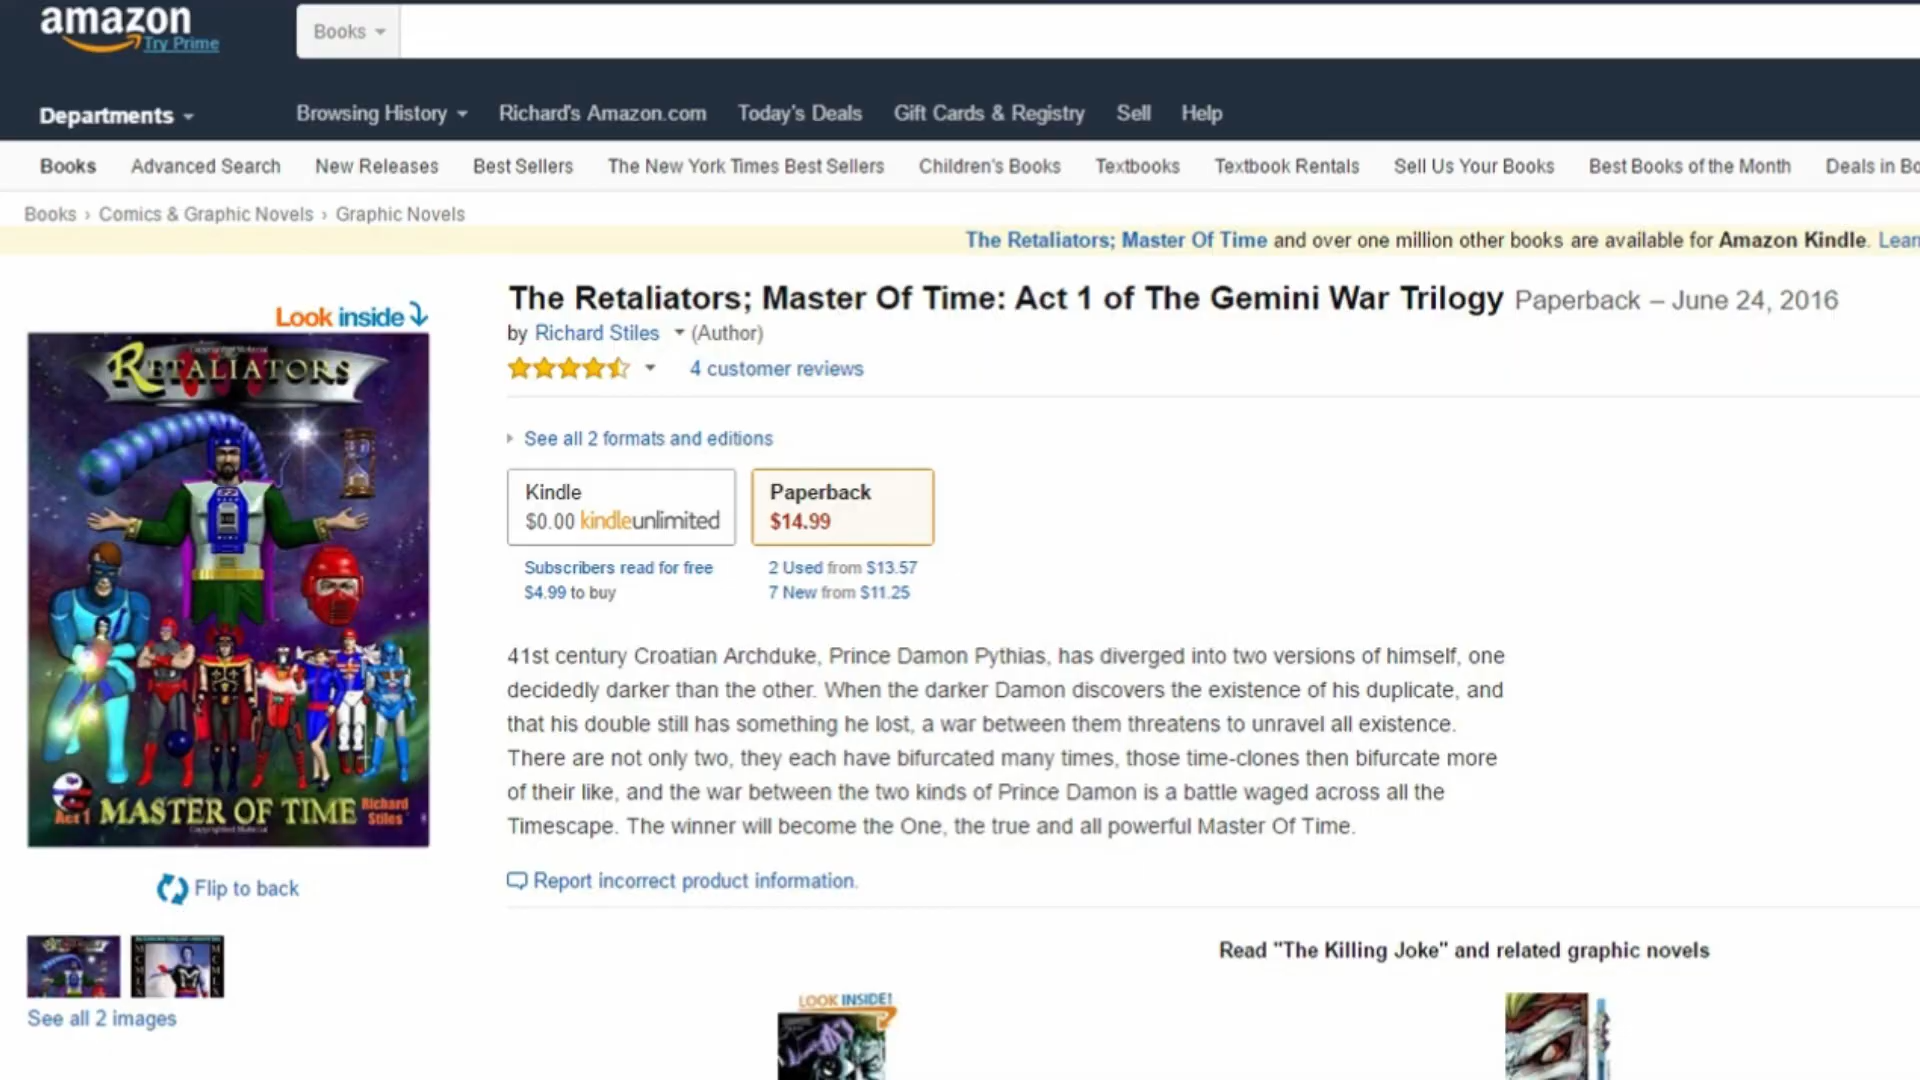 amazon
Try Prime
Books
Departments
Browsing History
Richard's Amazon.com
Today's Deals
Gift Cards & Registry
Sell
Help
Books
Advanced Search
New Releases
Best Sellers
The New York Times Best Sellers
Children's Books
Textbooks
Textbook Rentals
Sell Us Your Books
Best Books of the Month
Deals in Bo
Books › Comics & Graphic Novels › Graphic Novels
The Retaliators; Master Of Time and over one million other books are available for Amazon Kindle. Lear
Look inside
The Retaliators; Master Of Time: Act 1 of The Gemini War Trilogy Paperback – June 24, 2016
by Richard Stiles (Author)
4 customer reviews
See all 2 formats and editions
Kindle
$0.00 kindleunlimited
Subscribers read for free
$4.99 to buy
Paperback
$14.99
2 Used from $13.57
7 New from $11.25
RETALIATORS
Act 1
MASTER OF TIME
Richard
Stiles
Copyrighted Material
41st century Croatian Archduke, Prince Damon Pythias, has diverged into two versions of himself, one
decidedly darker than the other. When the darker Damon discovers the existence of his duplicate, and
that his double still has something he lost, a war between them threatens to unravel all existence.
There are not only two, they each have bifurcated many times, those time-clones then bifurcate more
of their like, and the war between the two kinds of Prince Damon is a battle waged across all the
Timescape. The winner will become the One, the true and all powerful Master Of Time.
Flip to back
Report incorrect product information.
See all 2 images
Read "The Killing Joke" and related graphic novels
LOOK INSIDE!